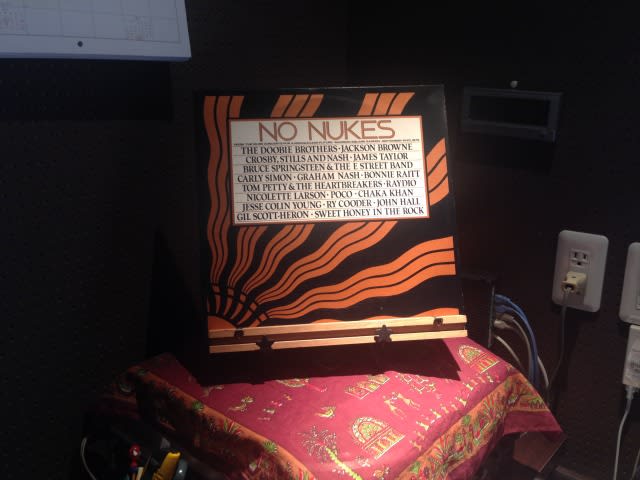 NO NUKES
THE DOOBIE BROTHERS • JACKSON BROWNE
CROSBY, STILLS AND NASH • JAMES TAYLOR
BRUCE SPRINGSTEEN & THE E STREET BAND
CARLY SIMON • GRAHAM NASH • BONNIE RAITT
TOM PETTY & THE HEARTBREAKERS • RAYDIO
NICOLETTE LARSON • POCO • CHAKA KHAN
JESSE COLIN YOUNG • RY COODER • JOHN HALL
GIL SCOTT-HERON • SWEET HONEY IN THE ROCK